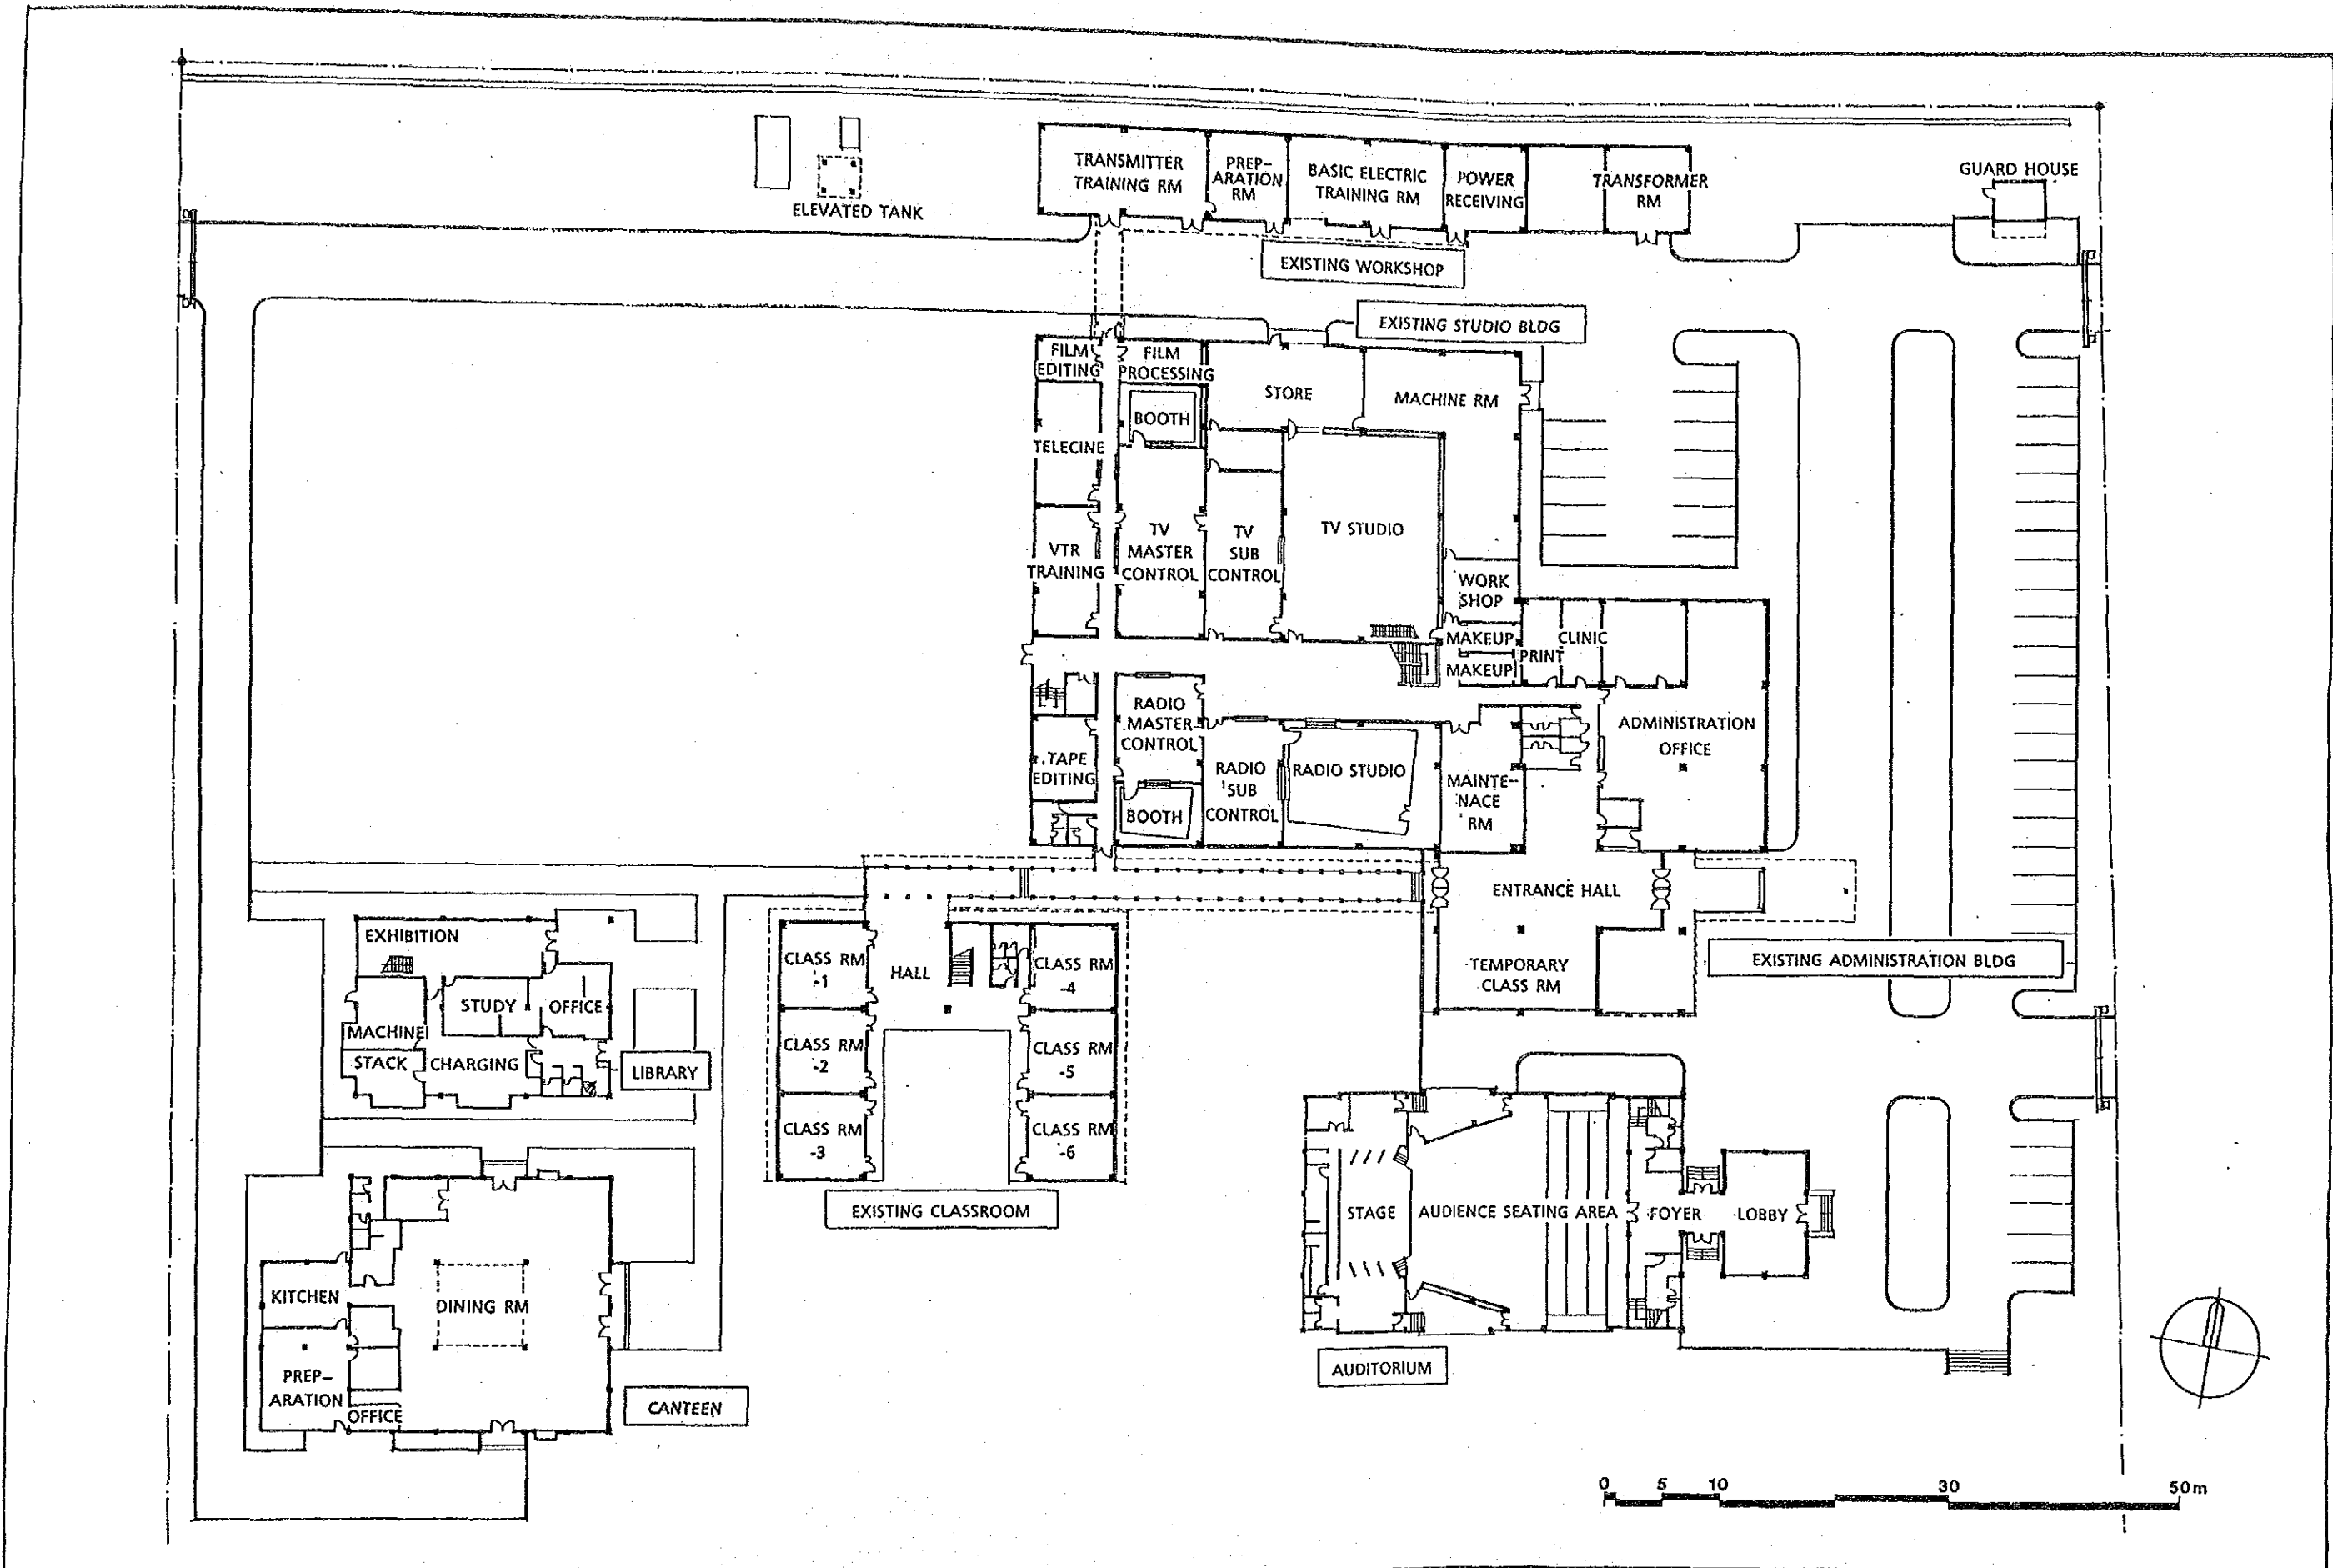 TRANSMITTER
TRAINING RM
PREP-
ARATION
RM
BASIC ELECTRIC
TRAINING RM
POWER
RECEIVING
TRANSFORMER
RM
GUARD HOUSE
ELEVATED TANK
EXISTING WORKSHOP
EXISTING STUDIO BLDG
FILM
EDITING
FILM
PROCESSING
STORE
MACHINE RM
BOOTH
TELECINE
TV
MASTER
CONTROL
TV
SUB
CONTROL
TV STUDIO
VTR
TRAINING
WORK
SHOP
MAKEUP
MAKEUP
PRINT
CLINIC
RADIO
MASTER
CONTROL
TAPE
EDITING
BOOTH
RADIO
SUB
CONTROL
RADIO STUDIO
MAINTE-
NACE
RM
ADMINISTRATION
OFFICE
ENTRANCE HALL
TEMPORARY
CLASS RM
EXISTING ADMINISTRATION BLDG
EXHIBITION
STUDY
OFFICE
MACHINE
STACK
CHARGING
LIBRARY
CLASS RM
-1
HALL
CLASS RM
-4
CLASS RM
-2
CLASS RM
-5
CLASS RM
-3
CLASS RM
-6
EXISTING CLASSROOM
STAGE
AUDIENCE SEATING AREA
FOYER
LOBBY
AUDITORIUM
KITCHEN
DINING RM
PREP-
ARATION
OFFICE
CANTEEN
0 5 10 30 50m